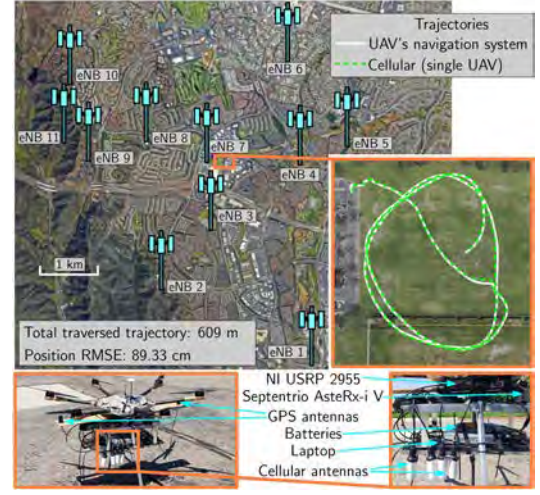 Trajectories
UAV's navigation system
Cellular (single UAV)
eNB 10
eNB 6
eNB 11
eNB 9
eNB 8
eNB 7
eNB 4
eNB 5
eNB 3
1 km
eNB 2
eNB 1
Total traversed trajectory: 609 m
Position RMSE: 89.33 cm
NI USRP 2955
Septentrio AsteRx-i V
GPS antennas
Batteries
Laptop
Cellular antennas